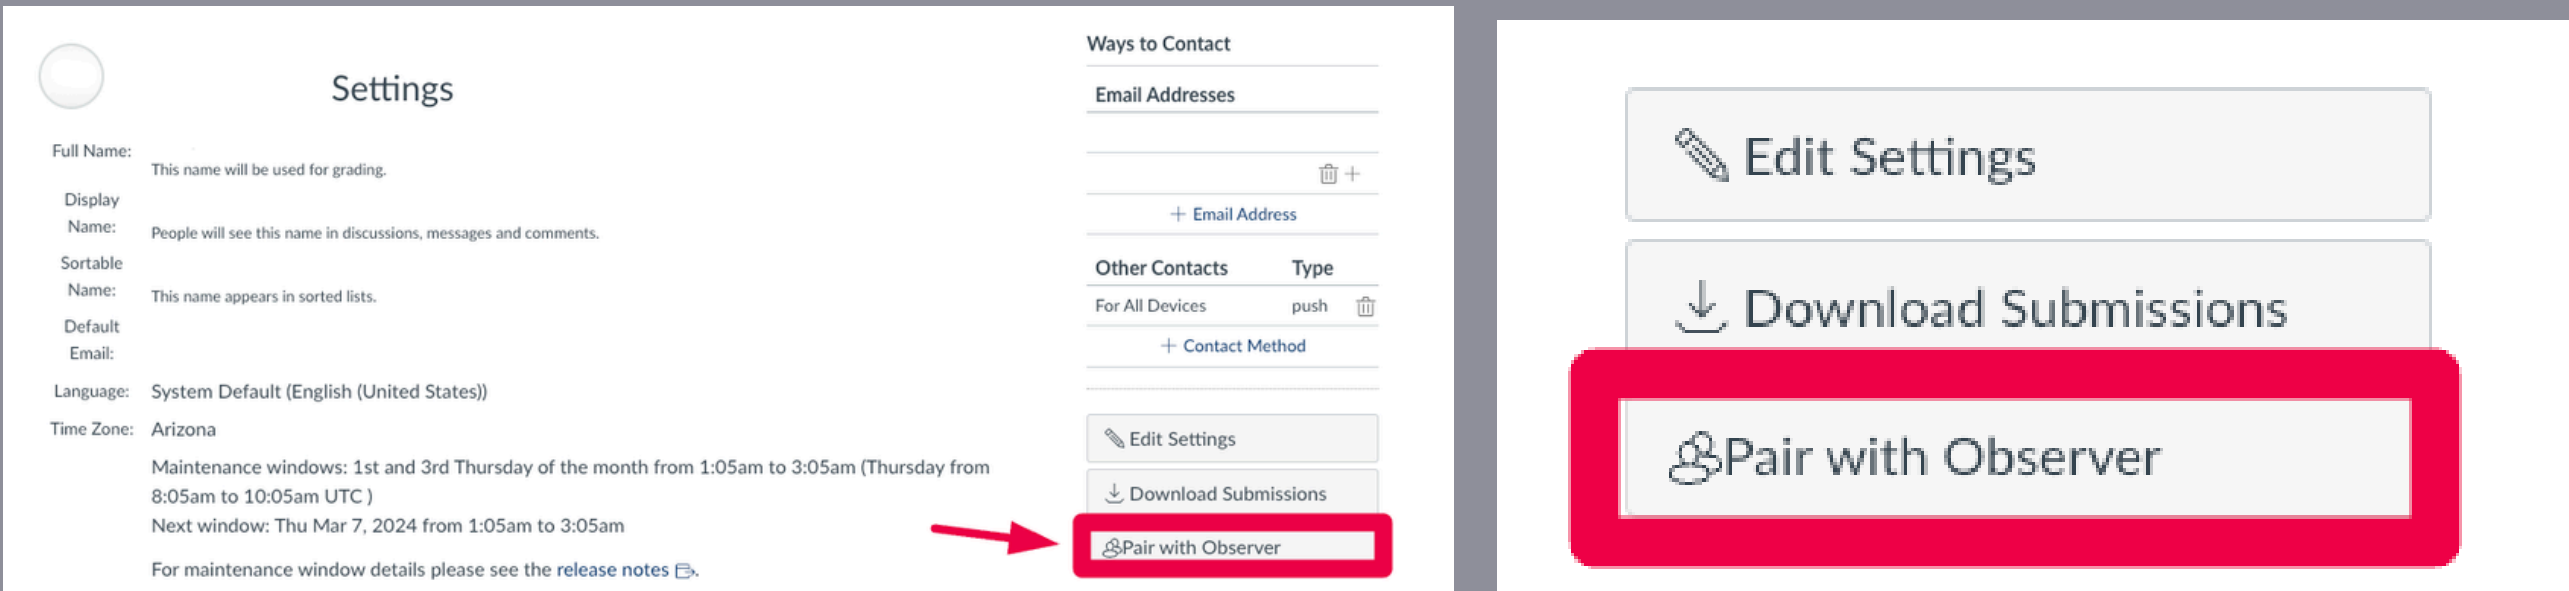 Settings
Full Name:
This name will be used for grading.
Display
Name:
People will see this name in discussions, messages and comments.
Sortable
Name:
This name appears in sorted lists.
Default
Email:
Language: System Default (English (United States))
Time Zone: Arizona
Maintenance windows: 1st and 3rd Thursday of the month from 1:05am to 3:05am (Thursday from
8:05am to 10:05am UTC )
Next window: Thu Mar 7, 2024 from 1:05am to 3:05am
For maintenance window details please see the release notes.
Ways to Contact
Email Addresses
+ Email Address
Other Contacts Type
For All Devices push
+ Contact Method
Edit Settings
Download Submissions
Pair with Observer
Edit Settings
Download Submissions
Pair with Observer